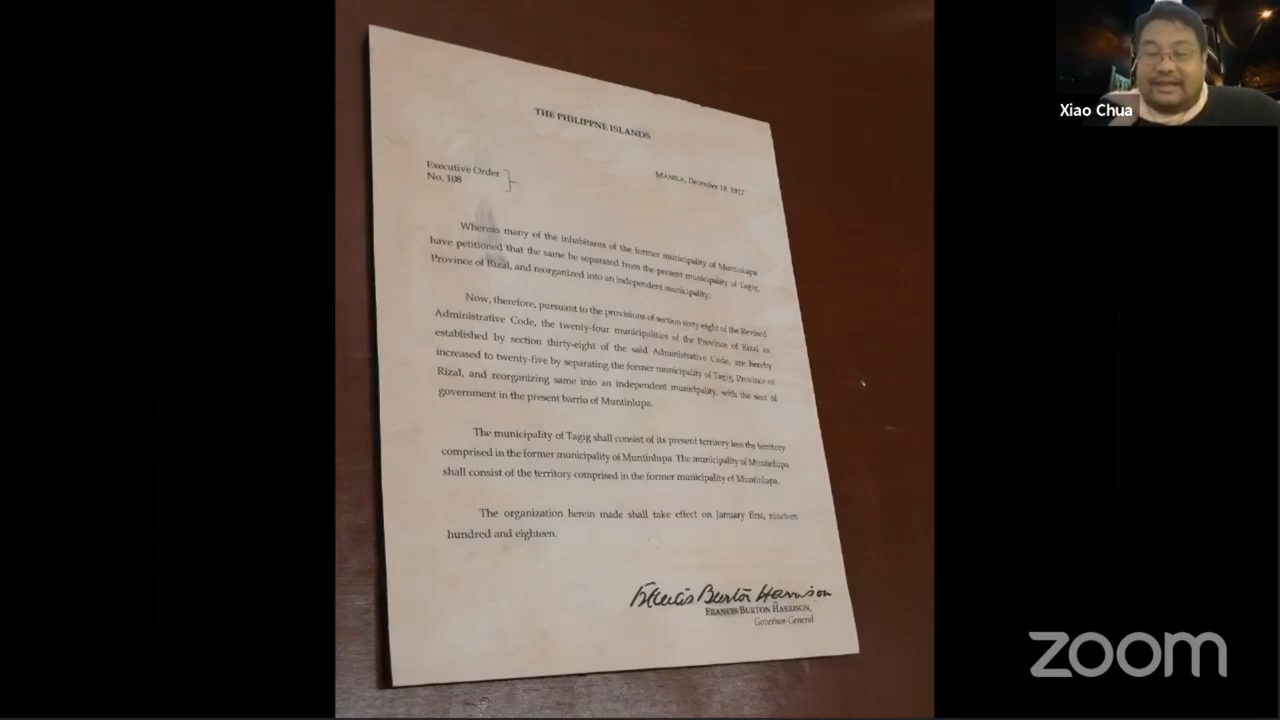 THE PHILIPPNE ISLANDS
Executive Order
No. 108
MANILA, December 19, 1917
Whereas many of the inhabitants of the former municipality of Muntinlupa
have petitioned that the same be separated from the present municipality of Tagig,
Province of Rizal, and reorganized into an independent municipality;
Now, therefore, pursuant to the provisions of section sixty-eight of the Revised
Administrative Code, the twenty-four municipalities of the Province of Rizal as
established by section thirty-eight of the said Administrative Code, are hereby
increased to twenty-five by separating the former municipality of Tagig, Province of
Rizal, and reorganizing same into an independent municipality, with the seat of
government in the present barrio of Muntinlupa.
The municipality of Tagig shall consist of its present territory less the territory
comprised in the former municipality of Muntinlupa. The municipality of Muntinlupa
shall consist of the territory comprised in the former municipality of Muntinlupa.
The organization herein made shall take effect on January first, nineteen
hundred and eighteen.
Francis Burton Harrison
FRANCIS BURTON HARRISON,
Governor-General
Xiao Chua
zoom